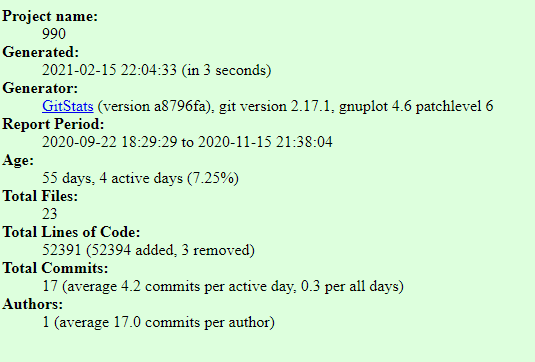 Project name:
990
Generated:
2021-02-15 22:04:33 (in 3 seconds)
Generator:
GitStats (version a8796fa), git version 2.17.1, gnuplot 4.6 patchlevel 6
Report Period:
2020-09-22 18:29:29 to 2020-11-15 21:38:04
Age:
55 days, 4 active days (7.25%)
Total Files:
23
Total Lines of Code:
52391 (52394 added, 3 removed)
Total Commits:
17 (average 4.2 commits per active day, 0.3 per all days)
Authors:
1 (average 17.0 commits per author)